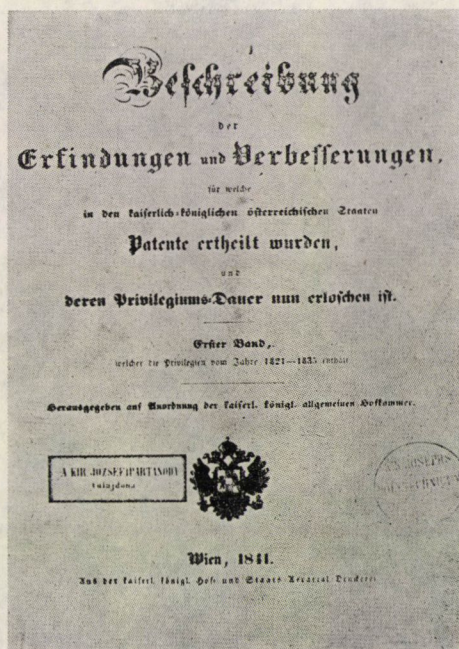 Beschreibung
der
Erfindungen und Verbesserungen,
für welche
in den kaiserlich-königlichen österreichischen Staaten
Patente ertheilt wurden,
und
deren Privilegiums-Dauer nun erloschen ist.
Erster Band,
welcher die Privilegien vom Jahre 1821—1835 enthält
Herausgegeben auf Anordnung der kaiserl. königl. allgemeinen Hofkammer.
A KIR. JÓZSEF IPARTANODA
tulajdona
JOSEPHS
Wien, 1841.
Aus der kaiserl. königl. Hof- und Staats-Aerarial-Druckerei